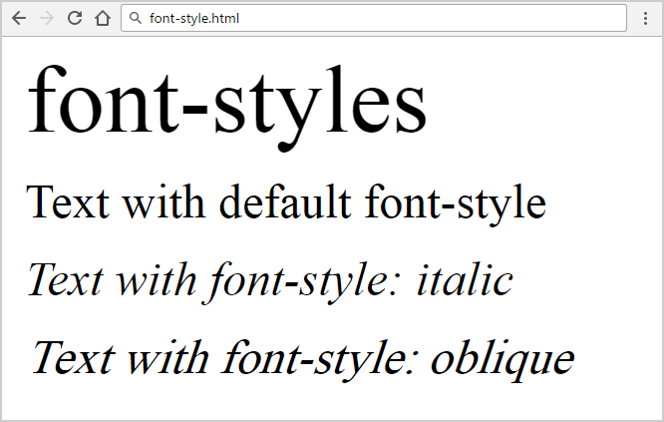 font-style.html
font-styles
Text with default font-style
Text with font-style: italic
Text with font-style: oblique